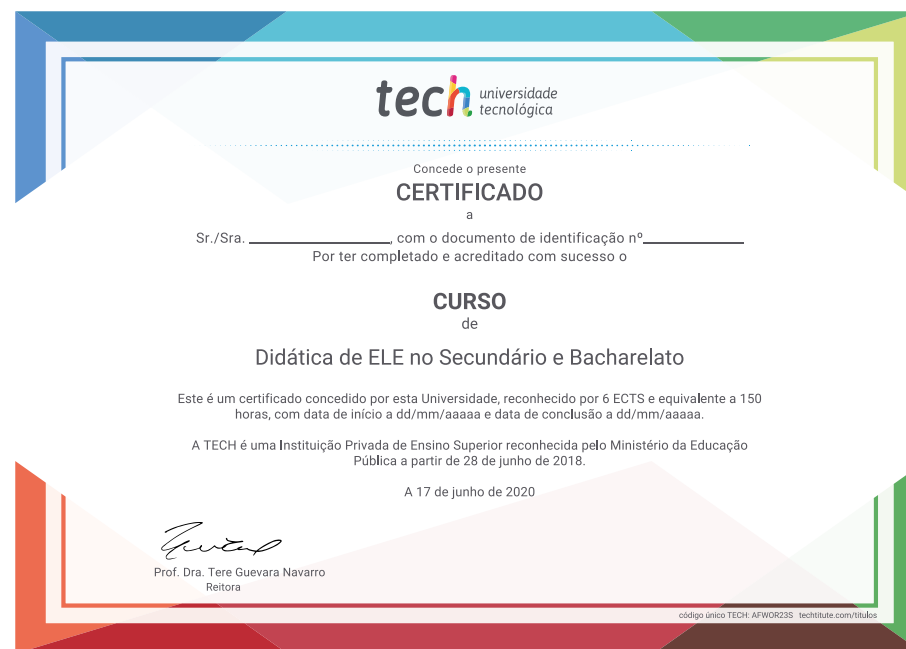 tech universidade
tecnológica
Concede o presente
CERTIFICADO
a
Sr./Sra. ____________________, com o documento de identificação nº______________
Por ter completado e acreditado com sucesso o
CURSO
de
Didática de ELE no Secundário e Bacharelato
Este é um certificado concedido por esta Universidade, reconhecido por 6 ECTS e equivalente a 150
horas, com data de início a dd/mm/aaaaa e data de conclusão a dd/mm/aaaaa.
A TECH é uma Instituição Privada de Ensino Superior reconhecida pelo Ministério da Educação
Pública a partir de 28 de junho de 2018.
A 17 de junho de 2020
Prof. Dra. Tere Guevara Navarro
Reitora
código único TECH: AFWOR23S techtitute.com/titulos